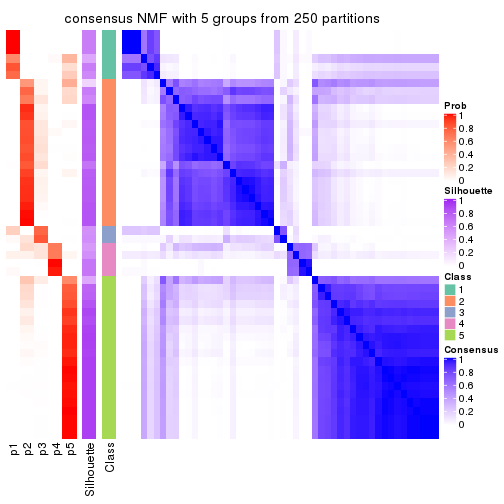 consensus NMF with 5 groups from 250 partitions
Prob
1
0.8
0.6
0.4
0.2
0
Silhouette
1
0.8
0.6
0.4
0.2
0
Class
1
2
3
4
5
Consensus
1
0.8
0.6
0.4
0.2
0
p1
p2
p3
p4
p5
Silhouette
Class